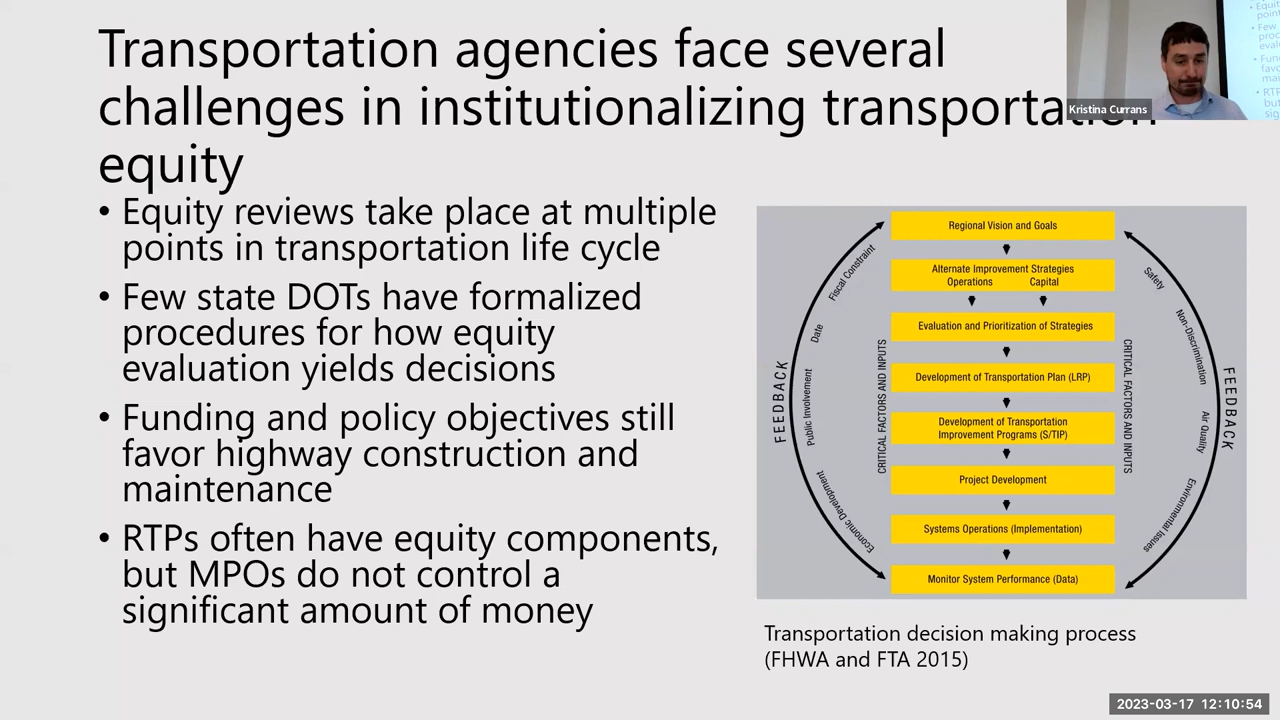 Transportation agencies face several
challenges in institutionalizing transportation
equity
• Equity reviews take place at multiple
points in transportation life cycle
• Few state DOTs have formalized
procedures for how equity
evaluation yields decisions
• Funding and policy objectives still
favor highway construction and
maintenance
• RTPs often have equity components,
but MPOs do not control a
significant amount of money
Regional Vision and Goals
Alternate Improvement Strategies
Operations Capital
Evaluation and Prioritization of Strategies
Development of Transportation Plan (LRP)
Development of Transportation
Improvement Programs (S/TIP)
Project Development
Systems Operations (Implementation)
Monitor System Performance (Data)
FEEDBACK
Fiscal Constraint
Date
Public Involvement
Economic Development
CRITICAL FACTORS AND INPUTS
CRITICAL FACTORS AND INPUTS
Safety
Non-Discrimination
Air Quality
Environmental Issues
FEEDBACK
Transportation decision making process
(FHWA and FTA 2015)
Kristina Currans
2023-03-17 12:10:54